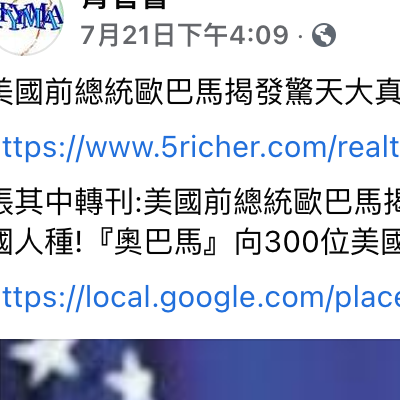 7月21日下午4:09 ·
美國前總統歐巴馬揭發驚天大真
ttps://www.5richer.com/realt
張其中轉刊:美國前總統歐巴馬揭
國人種!『奧巴馬』向300位美國
ttps://local.google.com/place